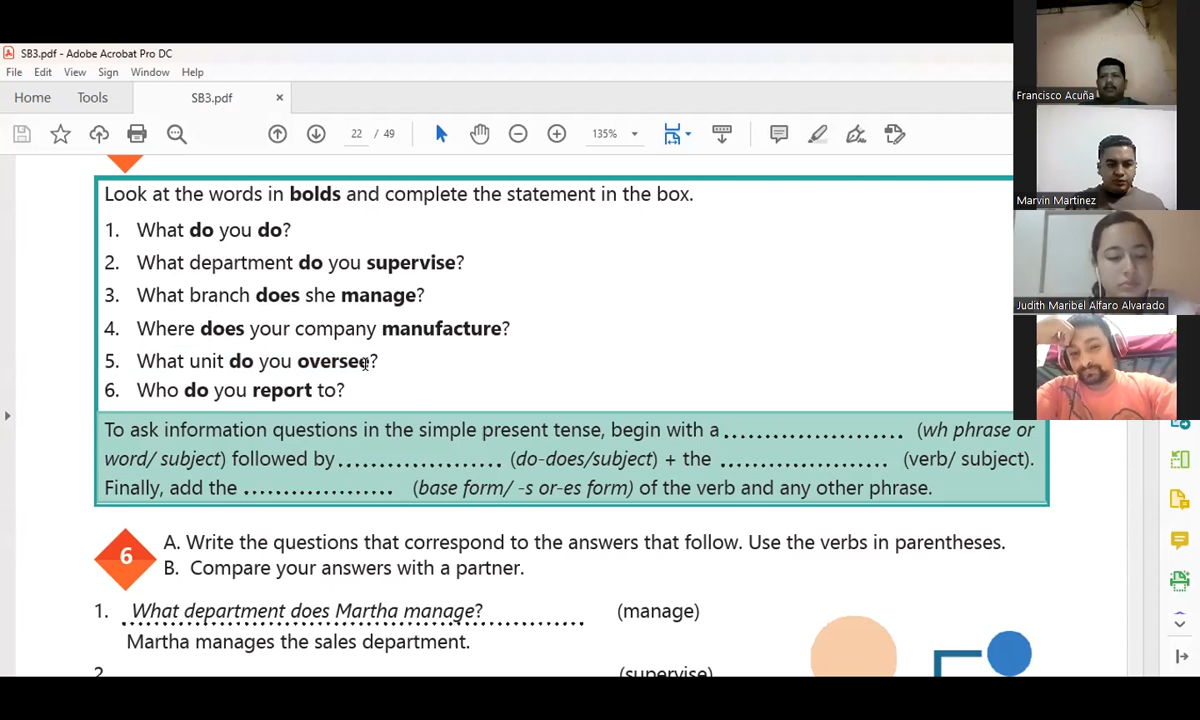 SB3.pdf - Adobe Acrobat Pro DC
File Edit View Sign Window Help
Home Tools SB3.pdf ×
22 / 49 135%
Look at the words in bolds and complete the statement in the box.
1. What do you do?
2. What department do you supervise?
3. What branch does she manage?
4. Where does your company manufacture?
5. What unit do you oversee?
6. Who do you report to?
To ask information questions in the simple present tense, begin with a ........................ (wh phrase or
word/ subject) followed by ...................... (do-does/subject) + the ...................... (verb/ subject).
Finally, add the .................... (base form/ -s or-es form) of the verb and any other phrase.
6
A. Write the questions that correspond to the answers that follow. Use the verbs in parentheses.
B. Compare your answers with a partner.
1. What department does Martha manage? (manage)
Martha manages the sales department.
2. (supervise)
Francisco Acuña
Marvin Martinez
Judith Maribel Alfaro Alvarado